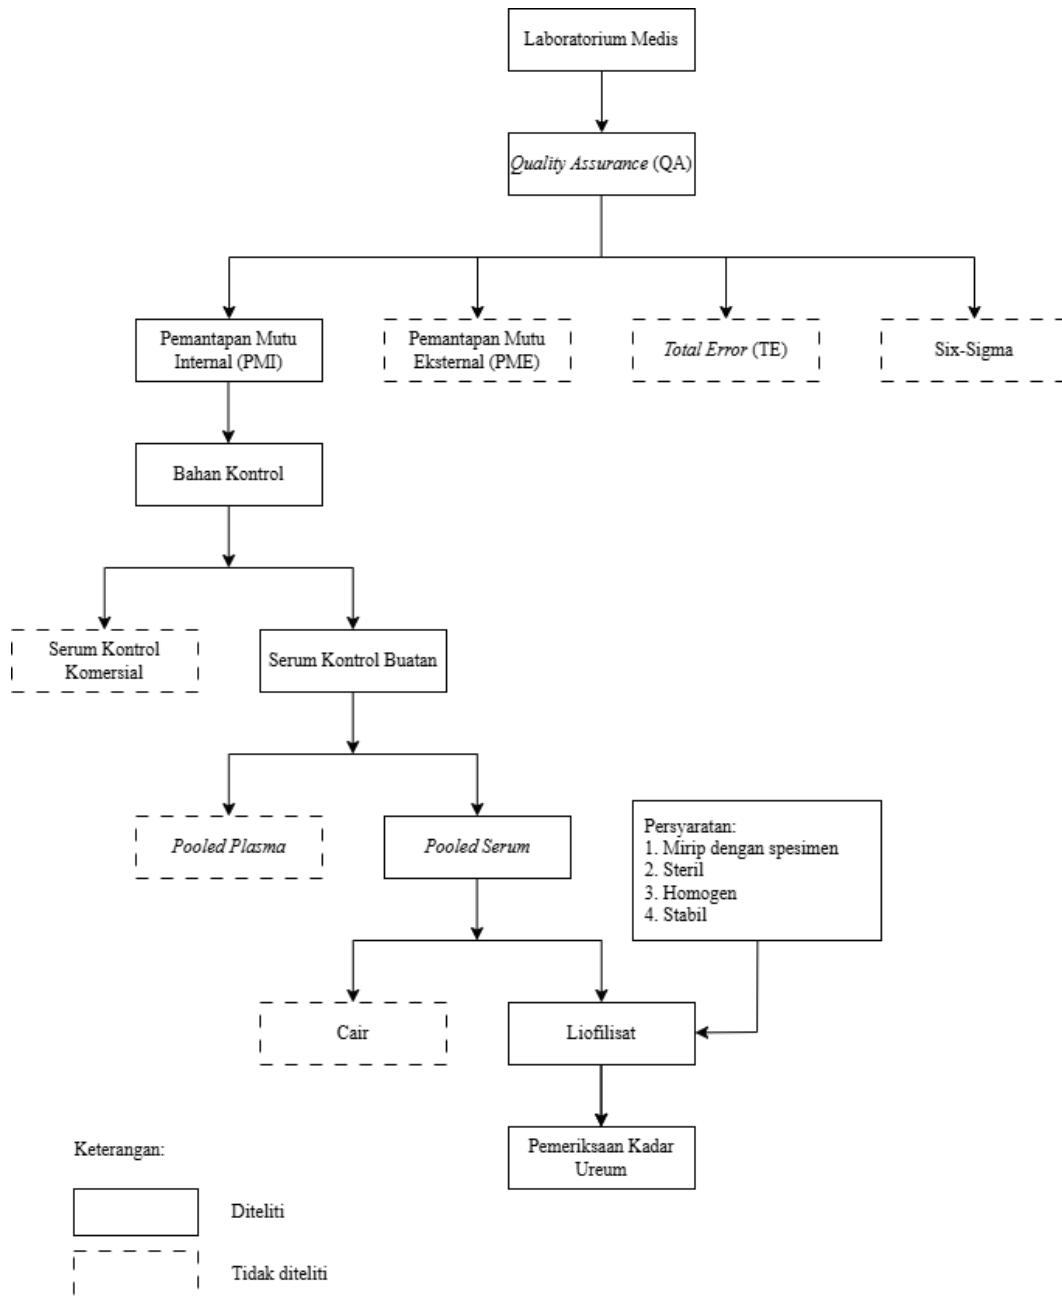 Laboratorium Medis
Quality Assurance (QA)
Pemantapan Mutu
Internal (PMI)
Pemantapan Mutu
Eksternal (PME)
Total Error (TE)
Six-Sigma
Bahan Kontrol
Serum Kontrol
Komersial
Serum Kontrol Buatan
Pooled Plasma
Pooled Serum
Persyaratan:
1. Mirip dengan spesimen
2. Steril
3. Homogen
4. Stabil
Cair
Liofilisat
Pemeriksaan Kadar
Ureum
Keterangan:
Diteliti
Tidak diteliti